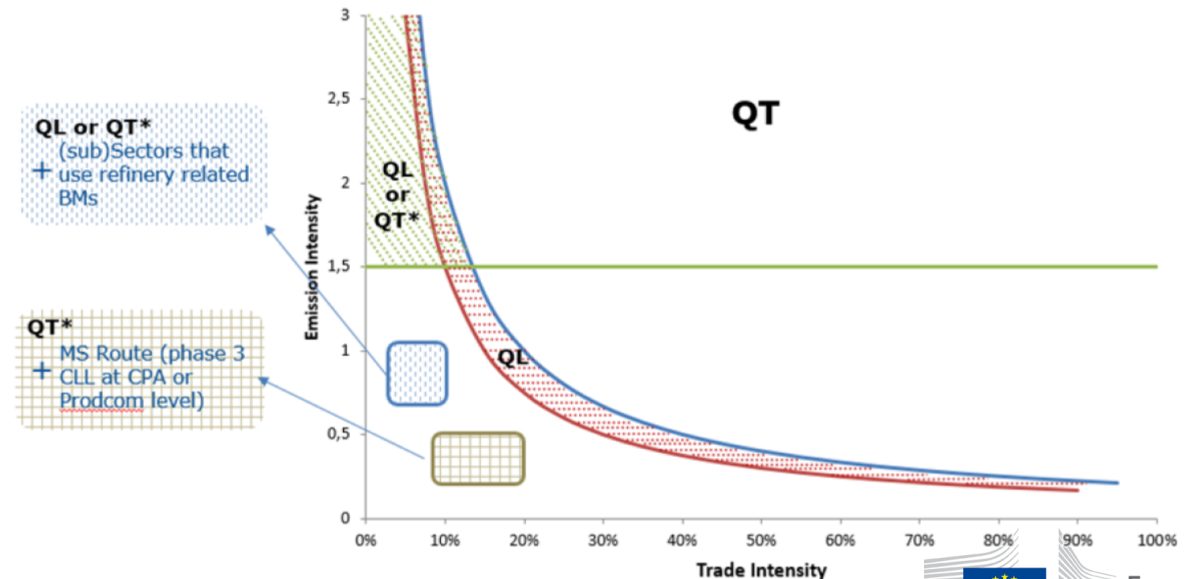 QL or QT*
+ (sub)Sectors that
use refinery related
BMs
QT*
+ MS Route (phase 3
CLL at CPA or
Prodcom level)
Emission Intensity
3
2,5
2
1,5
1
0,5
0
QT
QL
or
QT*
QL
0% 10% 20% 30% 40% 50% 60% 70% 80% 90% 100%
Trade Intensity